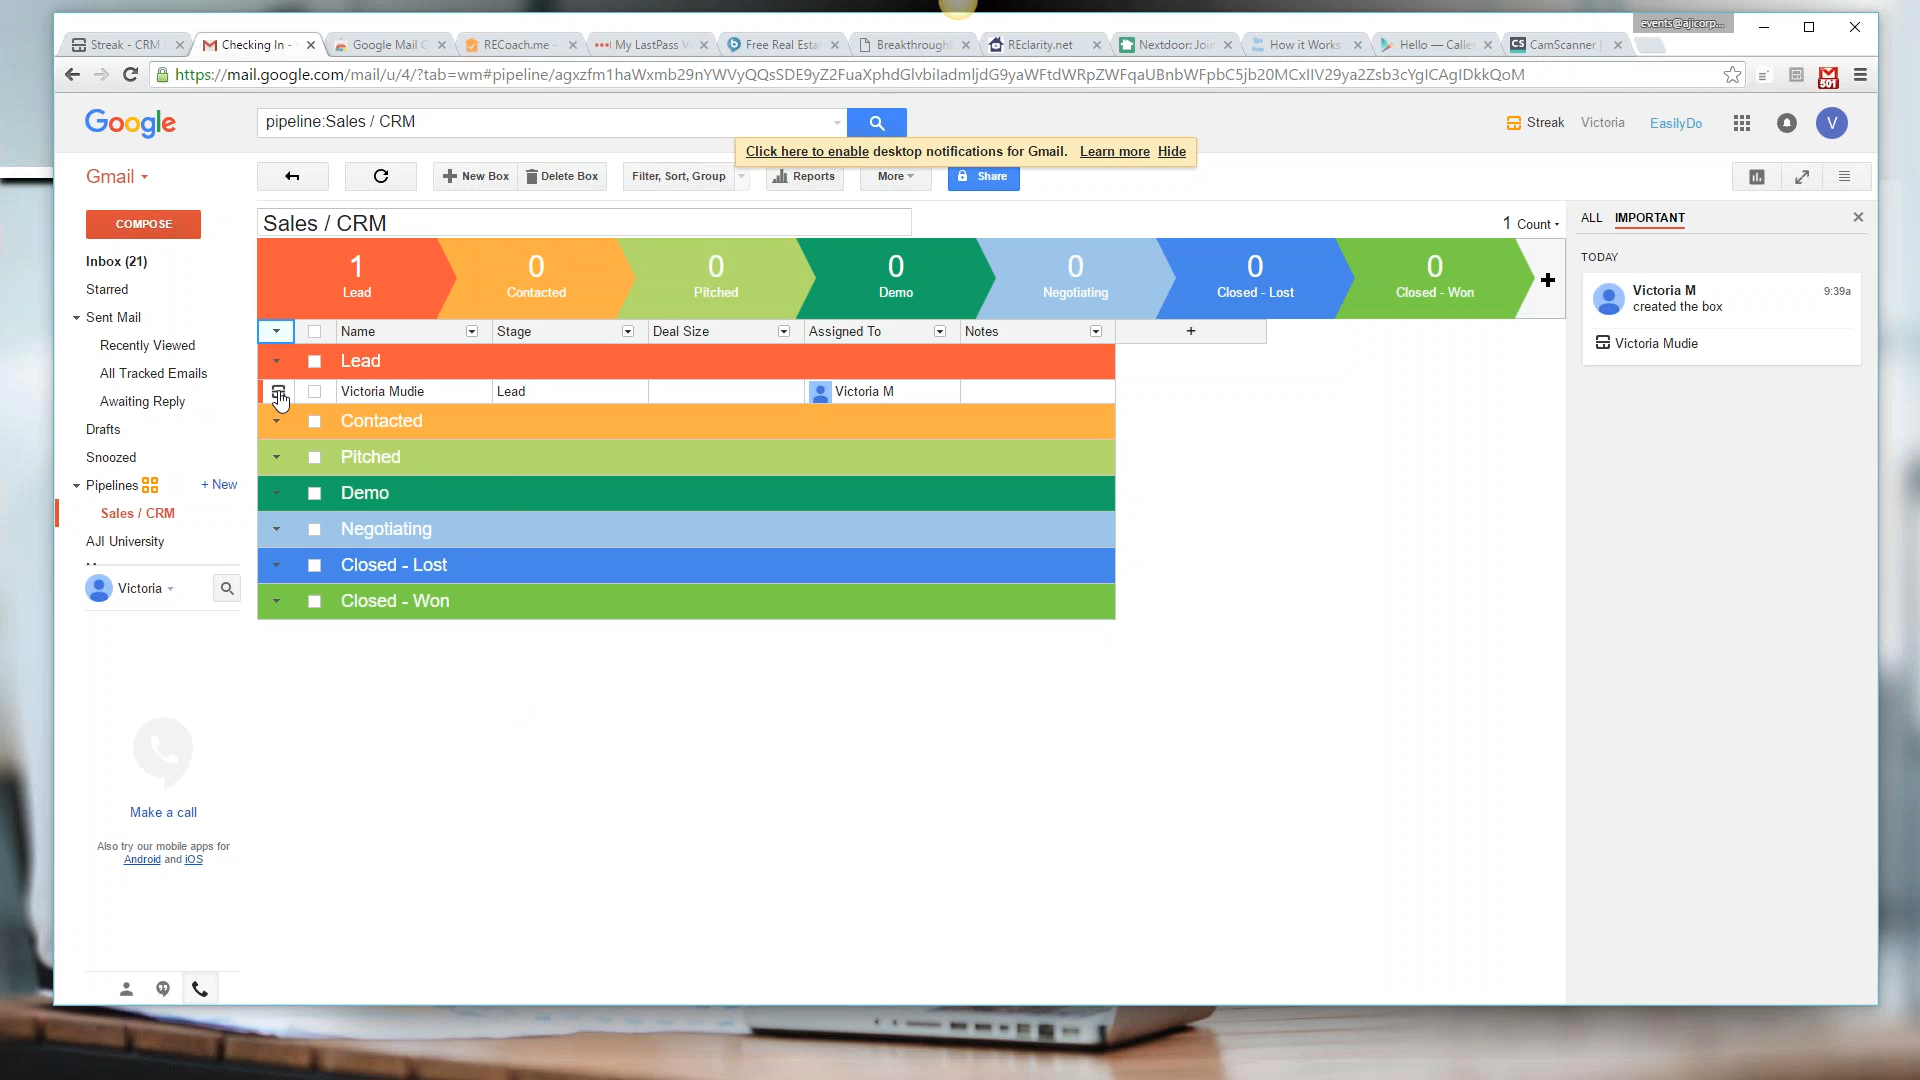 events@ajicorp...
Streak - CRM
Checking In -
Google Mail C
RECoach.me -
My LastPass V
Free Real Esta
Breakthrough
REclarity.net
Nextdoor: Join
How it Works
Hello — Caller
CamScanner |
https://mail.google.com/mail/u/4/?tab=wm#pipeline/agxzfm1haWxmb29nYWVyQQsSDE9yZ2FuaXphdGlvbiIadmljdG9yaWFtdWRpZWFqaUBnbWFpbC5jb20MCxIIV29ya2Zsb3cYgICAgIDkkQoM
Google
pipeline:Sales / CRM
Streak
Victoria
EasilyDo
V
Click here to enable desktop notifications for Gmail. Learn more Hide
Gmail
New Box
Delete Box
Filter, Sort, Group
Reports
More
Share
COMPOSE
Inbox (21)
Starred
Sent Mail
Recently Viewed
All Tracked Emails
Awaiting Reply
Drafts
Snoozed
Pipelines
+ New
Sales / CRM
AJI University
Victoria
Make a call
Also try our mobile apps for
Android and iOS
Sales / CRM
1 Count
1 Lead
0 Contacted
0 Pitched
0 Demo
0 Negotiating
0 Closed - Lost
0 Closed - Won
Name Stage Deal Size Assigned To Notes +
Lead
Victoria Mudie Lead Victoria M
Contacted
Pitched
Demo
Negotiating
Closed - Lost
Closed - Won
ALL IMPORTANT
TODAY
Victoria M 9:39a
created the box
Victoria Mudie